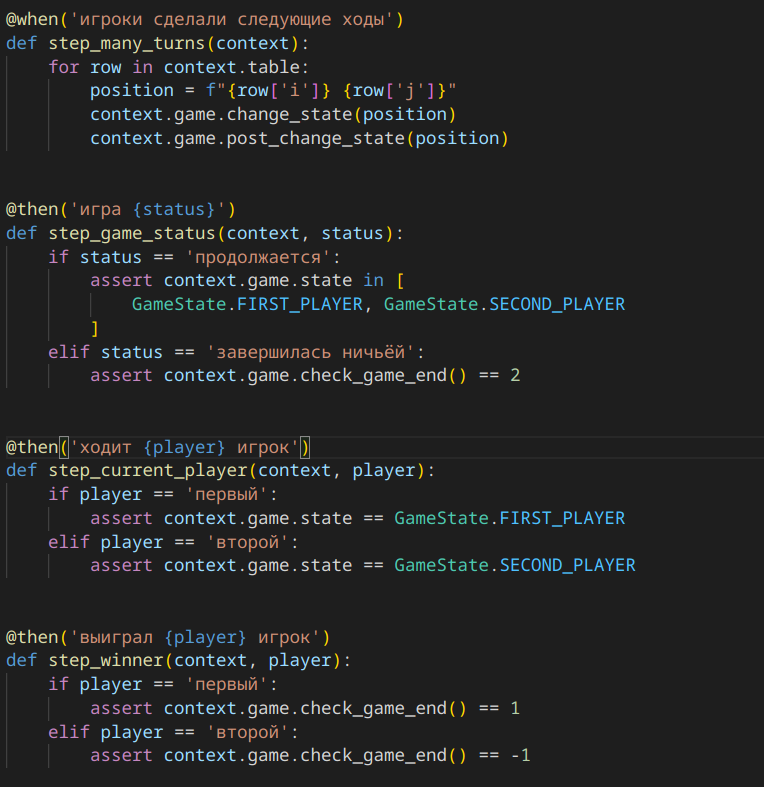 @when('игроки сделали следующие ходы')
def step_many_turns(context):
    for row in context.table:
        position = f"{row['i']} {row['j']}"
        context.game.change_state(position)
        context.game.post_change_state(position)
@then('игра {status}')
def step_game_status(context, status):
    if status == 'продолжается':
        assert context.game.state in [
            GameState.FIRST_PLAYER, GameState.SECOND_PLAYER
        ]
    elif status == 'завершилась ничьёй':
        assert context.game.check_game_end() == 2
@then('ходит {player} игрок')
def step_current_player(context, player):
    if player == 'первый':
        assert context.game.state == GameState.FIRST_PLAYER
    elif player == 'второй':
        assert context.game.state == GameState.SECOND_PLAYER
@then('выиграл {player} игрок')
def step_winner(context, player):
    if player == 'первый':
        assert context.game.check_game_end() == 1
    elif player == 'второй':
        assert context.game.check_game_end() == -1